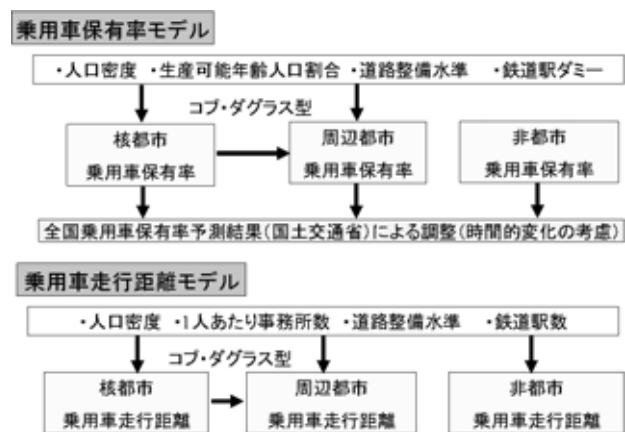 乗用車保有率モデル
・人口密度 ・生産可能年齢人口割合 ・道路整備水準 ・鉄道駅ダミー
コブ・ダグラス型
核都市
乗用車保有率
周辺都市
乗用車保有率
非都市
乗用車保有率
全国乗用車保有率予測結果(国土交通省)による調整(時間的変化の考慮)
乗用車走行距離モデル
・人口密度 ・1人あたり事務所数 ・道路整備水準 ・鉄道駅数
コブ・ダグラス型
核都市
乗用車走行距離
周辺都市
乗用車走行距離
非都市
乗用車走行距離